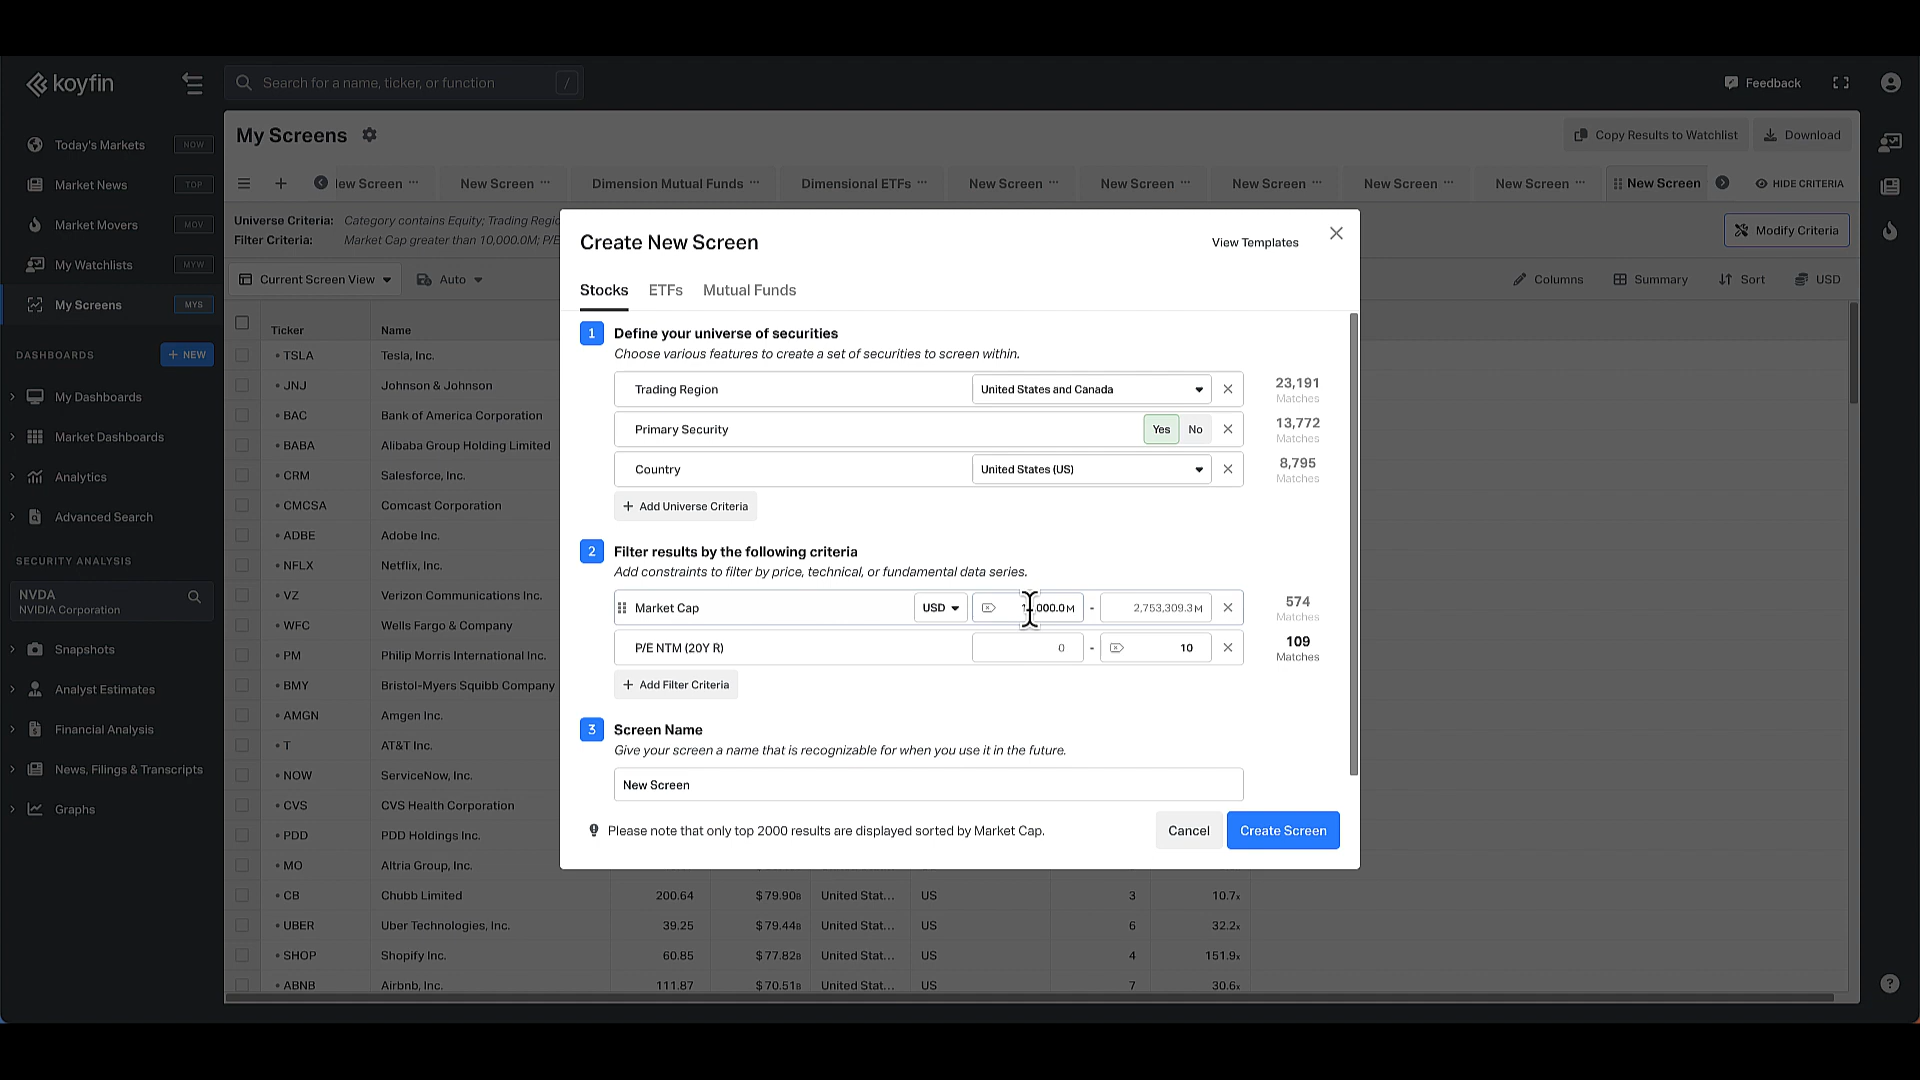 koyfin
Search for a name, ticker, or function /
Feedback
Today's Markets NOW
Market News TOP
Market Movers MOV
My Watchlists MYW
My Screens MYS
DASHBOARDS + NEW
My Dashboards
Market Dashboards
Analytics
Advanced Search
SECURITY ANALYSIS
NVDA
NVIDIA Corporation
Snapshots
Analyst Estimates
Financial Analysis
News, Filings & Transcripts
Graphs
My Screens
Copy Results to Watchlist Download
New Screen ··· Dimension Mutual Funds ··· Dimensional ETFs ··· New Screen ··· New Screen ··· New Screen ··· New Screen ··· New Screen ··· New Screen HIDE CRITERIA
Universe Criteria: Category contains Equity; Trading
Filter Criteria: Market Cap greater than 10,000.0M;
Modify Criteria
Current Screen View Auto
Columns Summary Sort USD
Ticker Name
TSLA Tesla, Inc.
JNJ Johnson & Johnson
BAC Bank of America Corporation
BABA Alibaba Group Holding Limited
CRM Salesforce, Inc.
CMCSA Comcast Corporation
ADBE Adobe Inc.
NFLX Netflix, Inc.
VZ Verizon Communications Inc.
WFC Wells Fargo & Company
PM Philip Morris International Inc.
BMY Bristol-Myers Squibb Company
AMGN Amgen Inc.
T AT&T Inc.
NOW ServiceNow, Inc.
CVS CVS Health Corporation
PDD PDD Holdings Inc.
MO Altria Group, Inc.
CB Chubb Limited 200.64 $79.90B United Stat... US 3 10.7x
UBER Uber Technologies, Inc. 39.25 $79.44B United Stat... US 6 32.2x
SHOP Shopify Inc. 60.85 $77.82B United Stat... US 4 151.9x
ABNB Airbnb, Inc. 111.87 $70.51B United Stat... US 7 30.6x
Create New Screen
View Templates
Stocks ETFs Mutual Funds
1 Define your universe of securities
Choose various features to create a set of securities to screen within.
Trading Region United States and Canada 23,191 Matches
Primary Security Yes No 13,772 Matches
Country United States (US) 8,795 Matches
+ Add Universe Criteria
2 Filter results by the following criteria
Add constraints to filter by price, technical, or fundamental data series.
Market Cap USD - 2,753,309.3M 574 Matches
P/E NTM (20Y R) 0 - 10 109 Matches
+ Add Filter Criteria
3 Screen Name
Give your screen a name that is recognizable for when you use it in the future.
New Screen
Please note that only top 2000 results are displayed sorted by Market Cap.
Cancel Create Screen